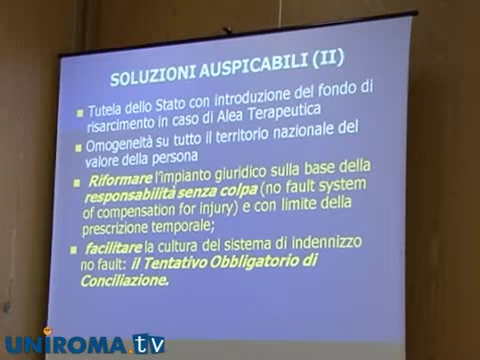 SOLUZIONI AUSPICABILI (II)
Tutela dello Stato con introduzione del fondo di
risarcimento in caso di Alea Terapeutica
Omogeneità su tutto il territorio nazionale del
valore della persona
Riformare l'impianto giuridico sulla base della
responsabilità senza colpa (no fault system
of compensation for injury) e con limite della
prescrizione temporale;
facilitare la cultura del sistema di indennizzo
no fault: il Tentativo Obbligatorio di
Conciliazione.
UNIROMA.tv